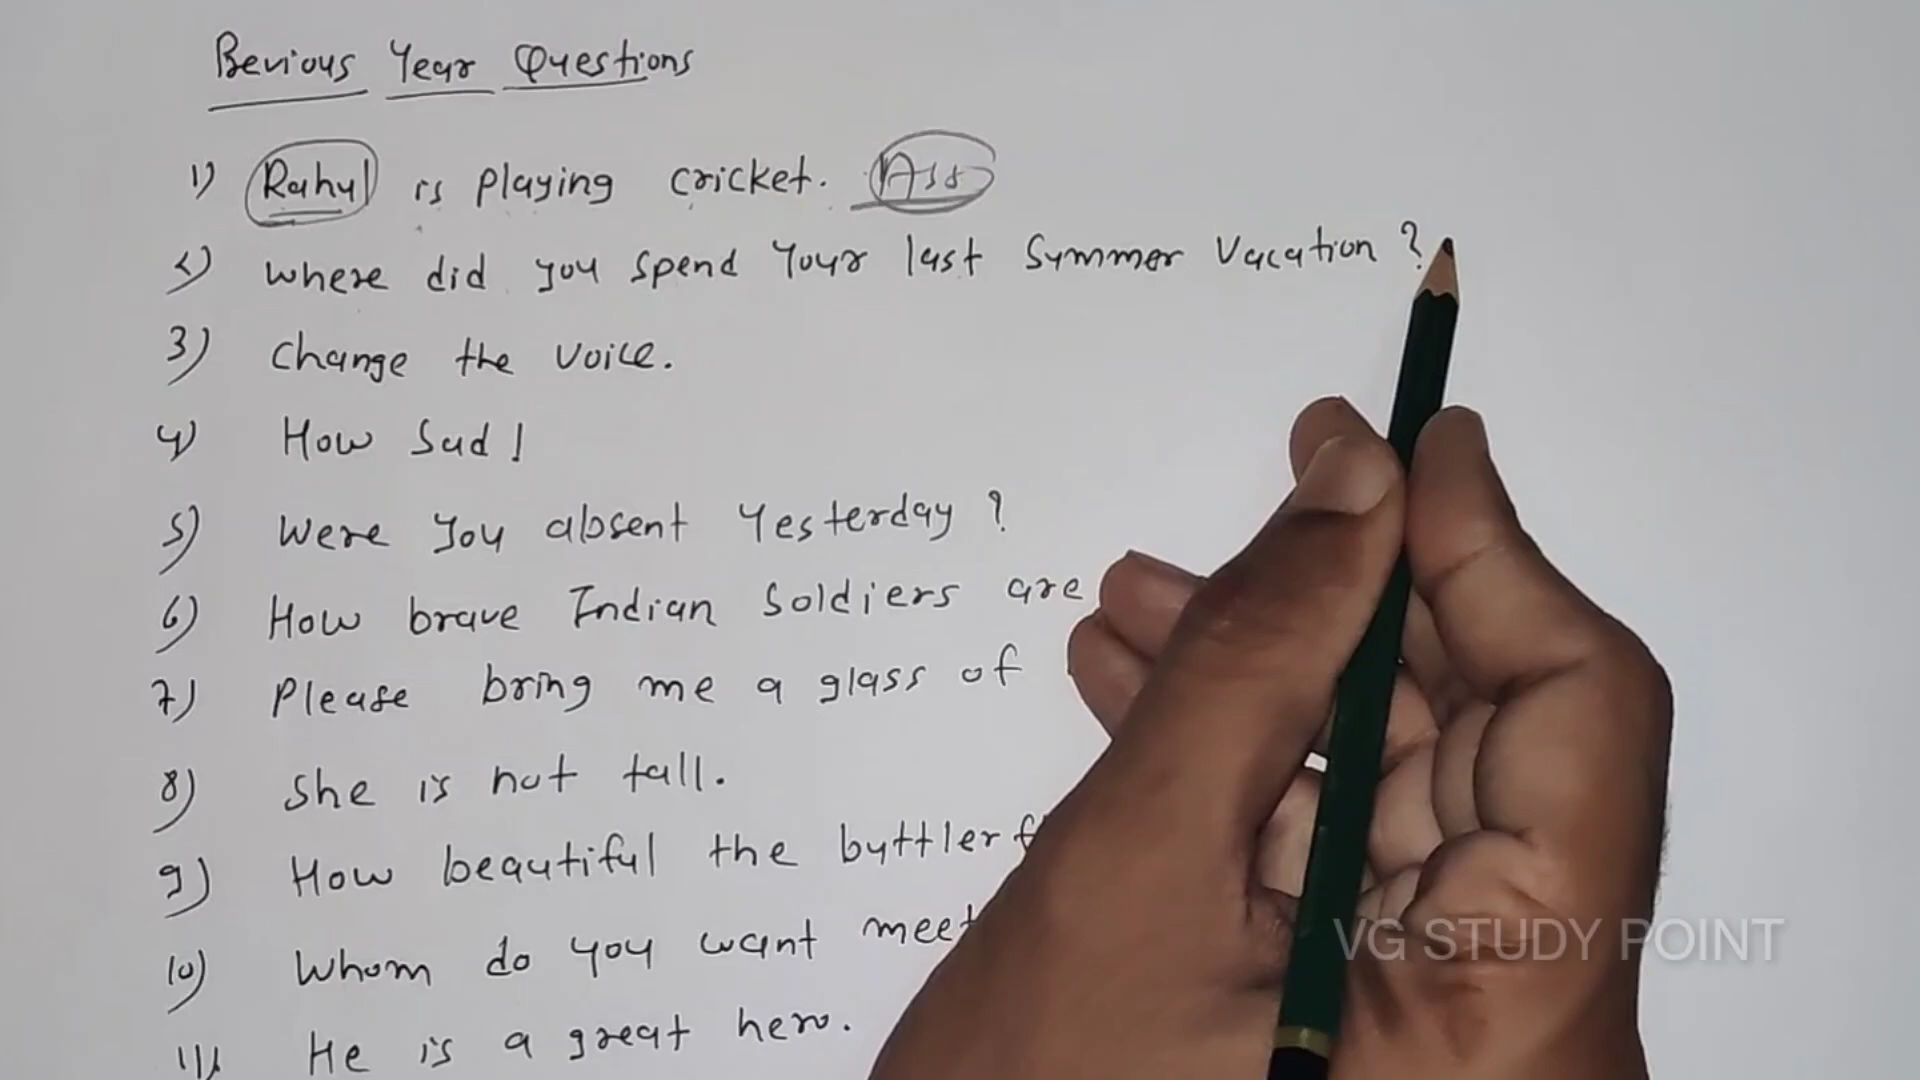 Previous Year Questions
1) Rahul is playing cricket. Ass
2) where did you spend Your last Summer Vacation ?
3) Change the Voice.
4) How Sad !
5) Were You absent Yesterday ?
6) How brave Indian Soldiers are
7) Please bring me a glass of
8) She is not tall.
9) How beautiful the buttlerf
10) Whom do you want meet
11) He is a great hero.
VG STUDY POINT